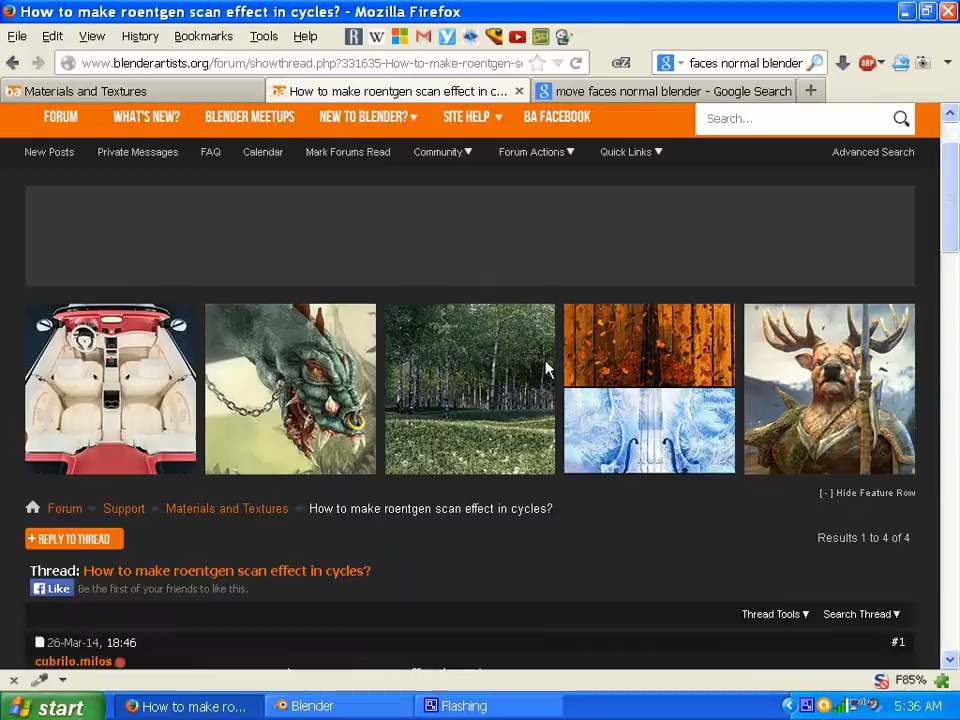 How to make roentgen scan effect in cycles? - Mozilla Firefox
File Edit View History Bookmarks Tools Help
www.blenderartists.org/forum/showthread.php?331635-How-to-make-roentgen-s
faces normal blender
Materials and Textures
How to make roentgen scan effect in c...
move faces normal blender - Google Search
FORUM WHAT'S NEW? BLENDER MEETUPS NEW TO BLENDER? SITE HELP BA FACEBOOK
Search...
New Posts Private Messages FAQ Calendar Mark Forums Read Community Forum Actions Quick Links Advanced Search
[-] Hide Feature Row
Forum Support Materials and Textures How to make roentgen scan effect in cycles?
+ REPLY TO THREAD
Results 1 to 4 of 4
Thread: How to make roentgen scan effect in cycles?
Like Be the first of your friends to like this.
Thread Tools Search Thread
26-Mar-14, 18:46 #1
cubrilo.milos
F85%
start
How to make ro...
Blender
Flashing
5:36 AM